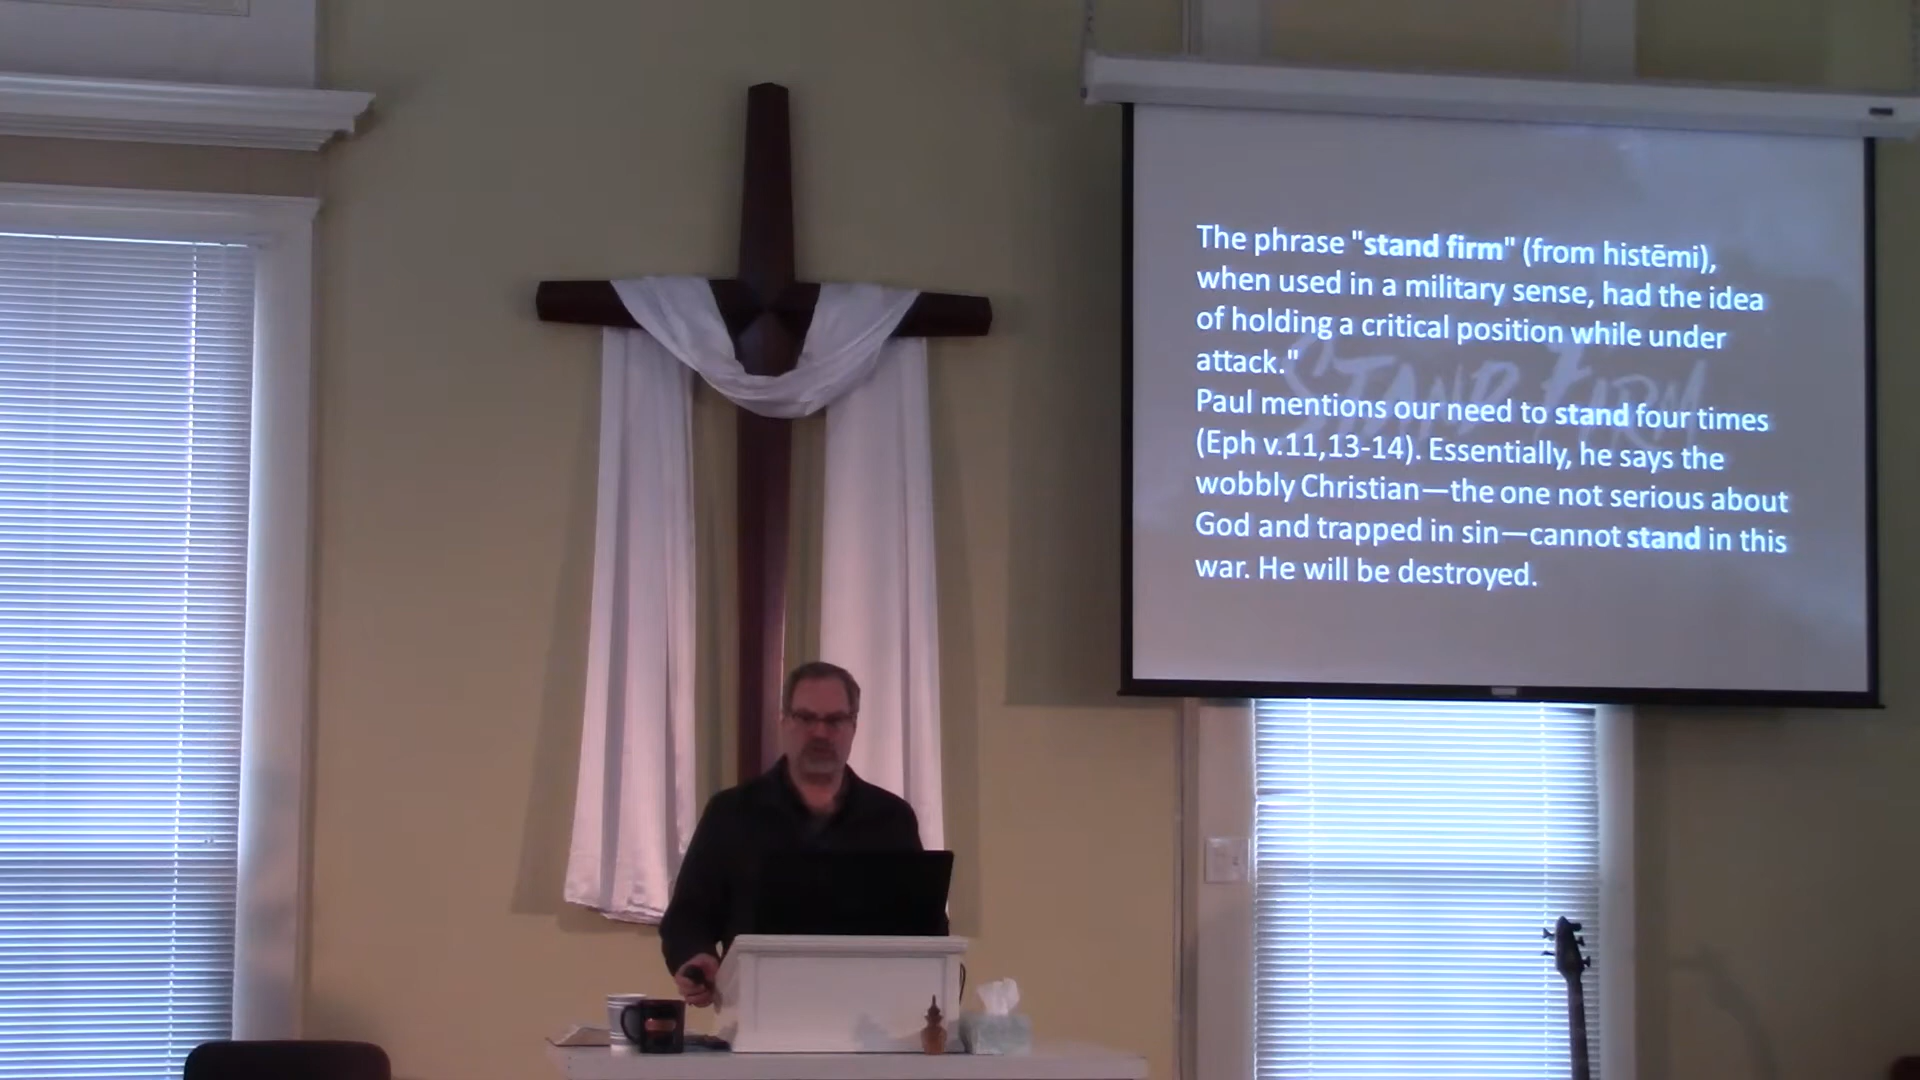 The phrase "stand firm" (from histēmi),
when used in a military sense, had the idea
of holding a critical position while under
attack."
Paul mentions our need to stand four times
(Eph v.11,13-14). Essentially, he says the
wobbly Christian—the one not serious about
God and trapped in sin—cannot stand in this
war. He will be destroyed.
STAND FIRM